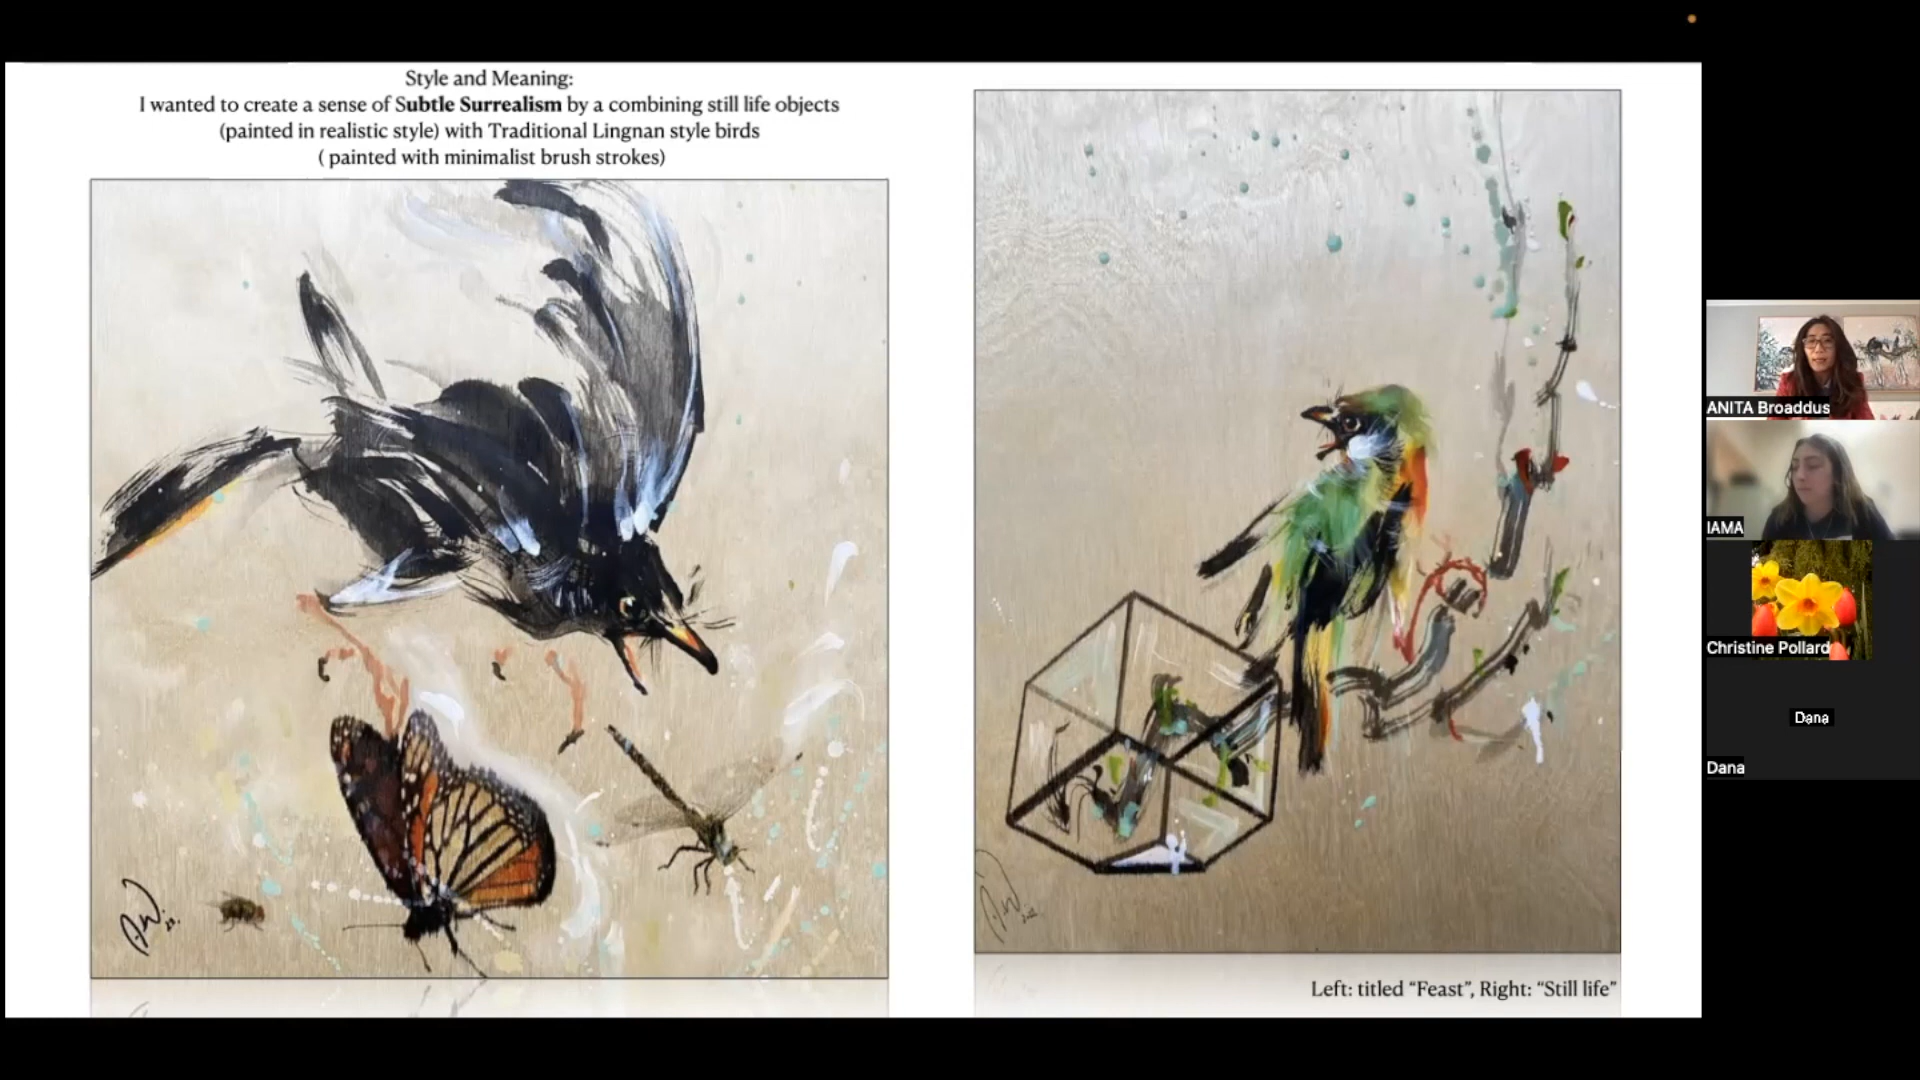 Style and Meaning:
I wanted to create a sense of Subtle Surrealism by a combining still life objects
(painted in realistic style) with Traditional Lingnan style birds
( painted with minimalist brush strokes)
Left: titled “Feast”, Right: “Still life”
ANITA Broaddus
IAMA
Christine Pollard
Dana
Dana